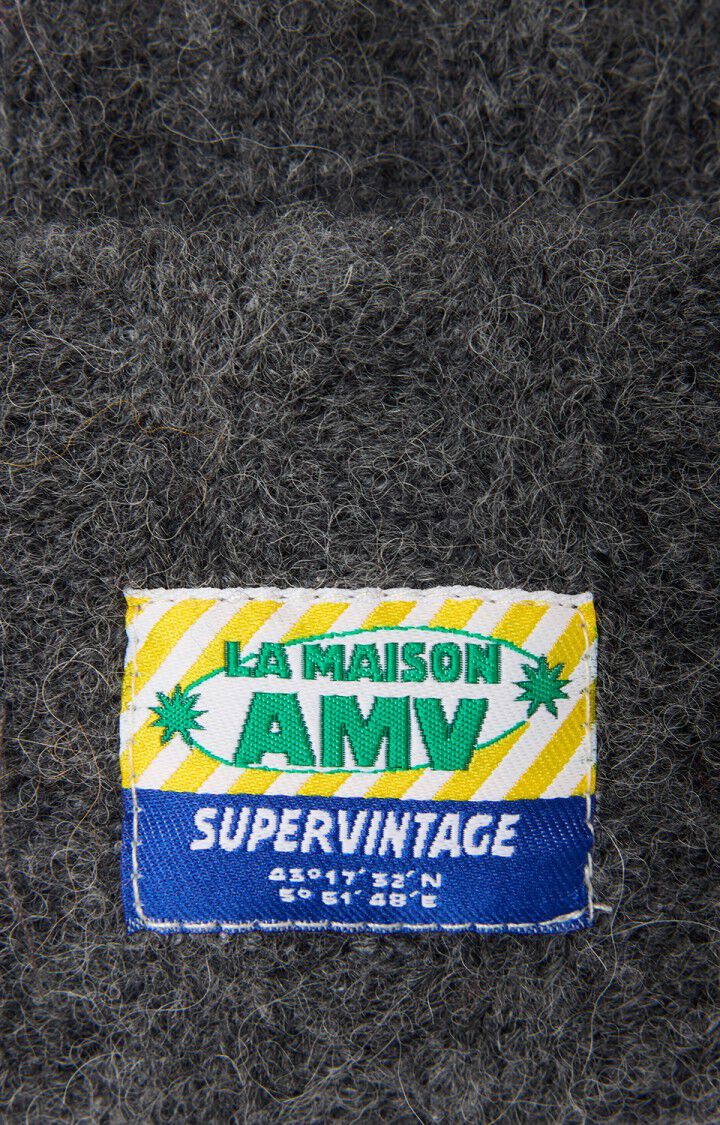 LA MAISON
AMV
SUPERVINTAGE
43°17'32'N
5°51'48'E